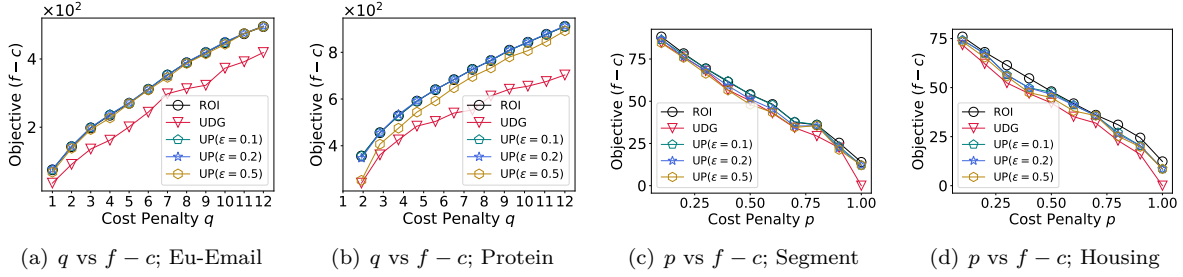 ×10²
Objective (f − c)
4
2
ROI
UDG
UP(ε = 0.1)
UP(ε = 0.2)
UP(ε = 0.5)
1 2 3 4 5 6 7 8 9 10 11 12
Cost Penalty q
(a) q vs f − c; Eu-Email
×10²
Objective (f − c)
8
6
4
ROI
UDG
UP(ε = 0.1)
UP(ε = 0.2)
UP(ε = 0.5)
1 2 3 4 5 6 7 8 9 10 11 12
Cost Penalty q
(b) q vs f − c; Protein
Objective (f − c)
75
50
25
0
ROI
UDG
UP(ε = 0.1)
UP(ε = 0.2)
UP(ε = 0.5)
0.25 0.50 0.75 1.00
Cost Penalty p
(c) p vs f − c; Segment
Objective (f − c)
75
50
25
0
ROI
UDG
UP(ε = 0.1)
UP(ε = 0.2)
UP(ε = 0.5)
0.25 0.50 0.75 1.00
Cost Penalty p
(d) p vs f − c; Housing